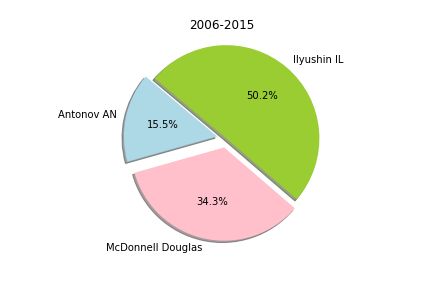 2006-2015
Ilyushin IL
50.2%
Antonov AN
15.5%
34.3%
McDonnell Douglas